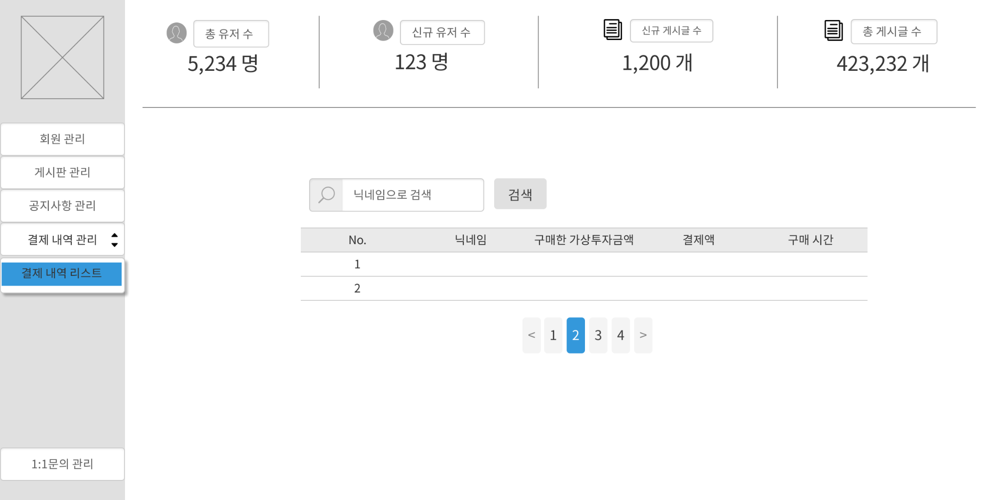 총 유저 수
5,234 명
신규 유저 수
123 명
신규 게시글 수
1,200 개
총 게시글 수
423,232 개
회원 관리
게시판 관리
공지사항 관리
결제 내역 관리
결제 내역 리스트
1:1문의 관리
닉네임으로 검색
검색
No. 닉네임 구매한 가상투자금액 결제액 구매 시간
1
2
< 1 2 3 4 >